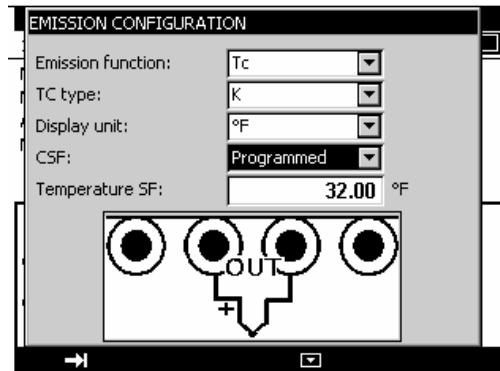 EMISSION CONFIGURATION
Emission function: Tc
TC type: K
Display unit: °F
CSF: Programmed
Temperature SF: 32.00 °F
OUT
+